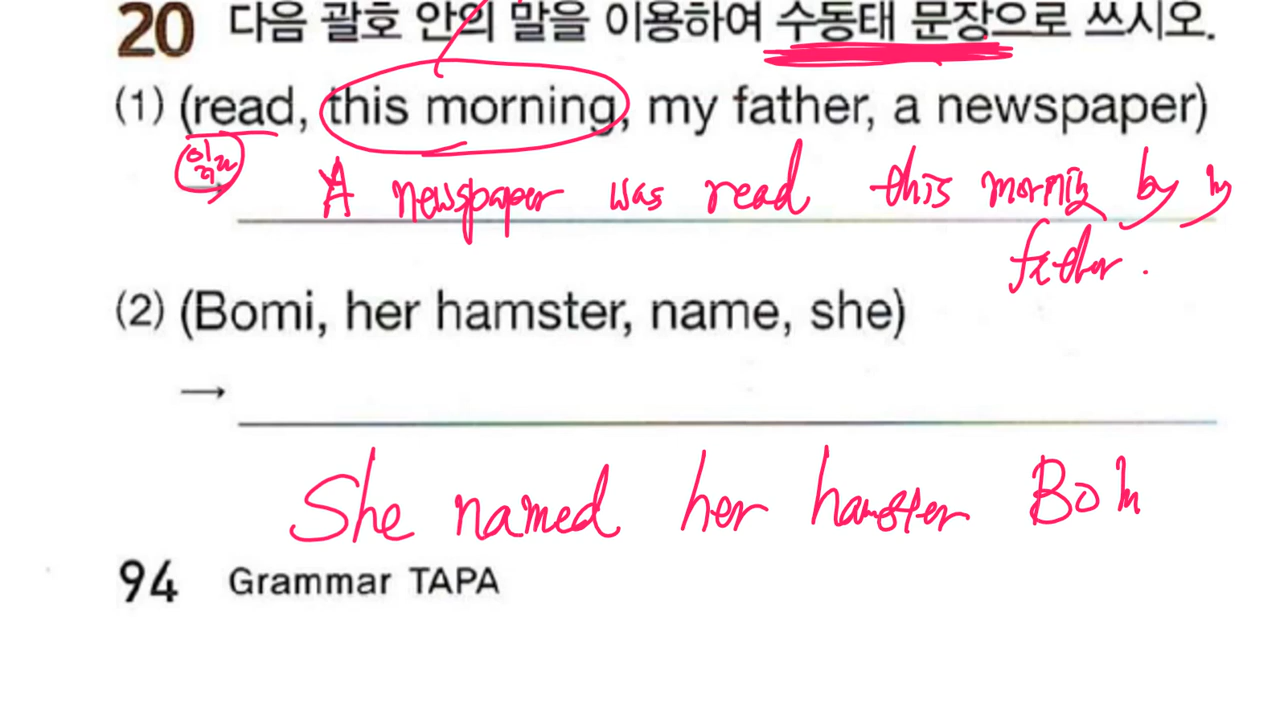 20 다음 괄호 안의 말을 이용하여 수동태 문장으로 쓰시오.
(1) (read, this morning, my father, a newspaper)
A newspaper was read this morning by my
father.
(2) (Bomi, her hamster, name, she)
→
She named her hamster Bomi
94 Grammar TAPA